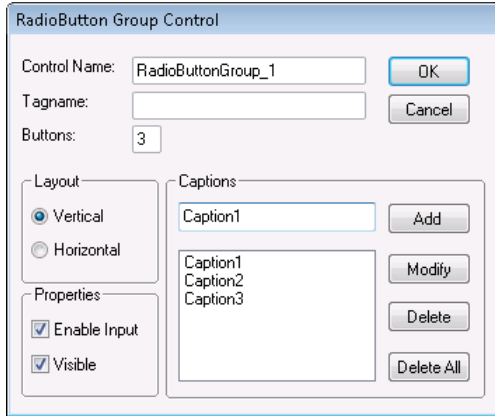 RadioButton Group Control
Control Name: RadioButtonGroup_1 OK
Tagname: Cancel
Buttons: 3
Layout
Vertical
Horizontal
Properties
Enable Input
Visible
Captions
Caption1 Add
Caption1
Caption2
Caption3
Modify
Delete
Delete All